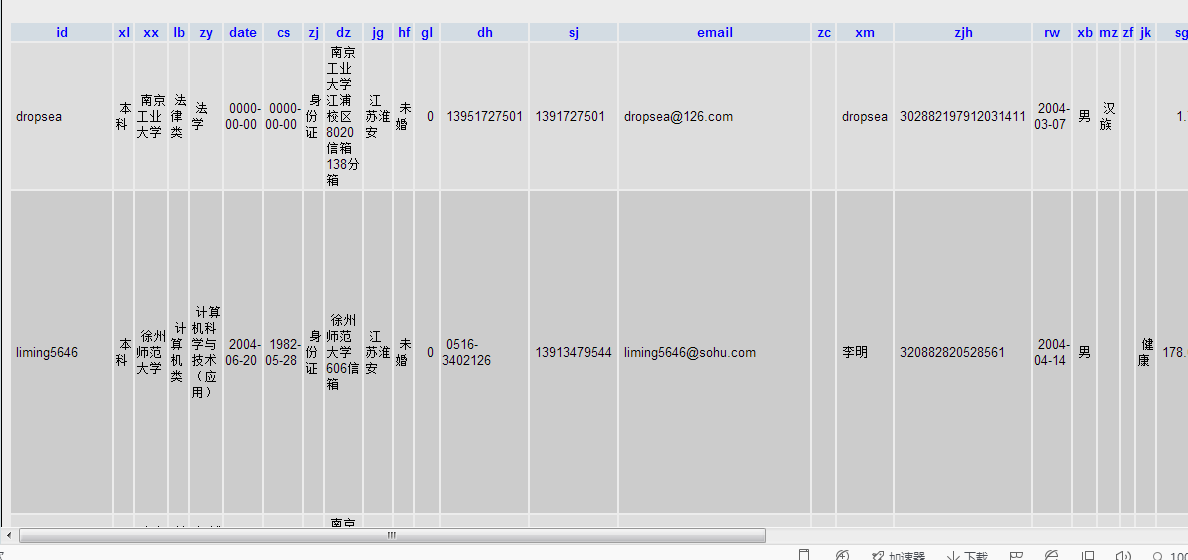 id xl xx lb zy date cs zj dz jg hf gl dh sj email zc xm zjh rw xb mz zf jk sg
dropsea 本科 南京工业大学 法律类 法学 0000-00-00 0000-00-00 身份证 南京工业大学江浦校区8020信箱138分箱 江苏淮安 未婚 0 13951727501 1391727501 dropsea@126.com dropsea 302882197912031411 2004-03-07 男 汉族 1.
liming5646 本科 徐州师范大学 计算机类 计算机科学与技术（应用） 2004-06-20 1982-05-28 身份证 徐州师范大学606信箱 江苏淮安 未婚 0 0516-3402126 13913479544 liming5646@sohu.com 李明 320882820528561 2004-04-14 男 健康 178.
南京
加速器 下载 100